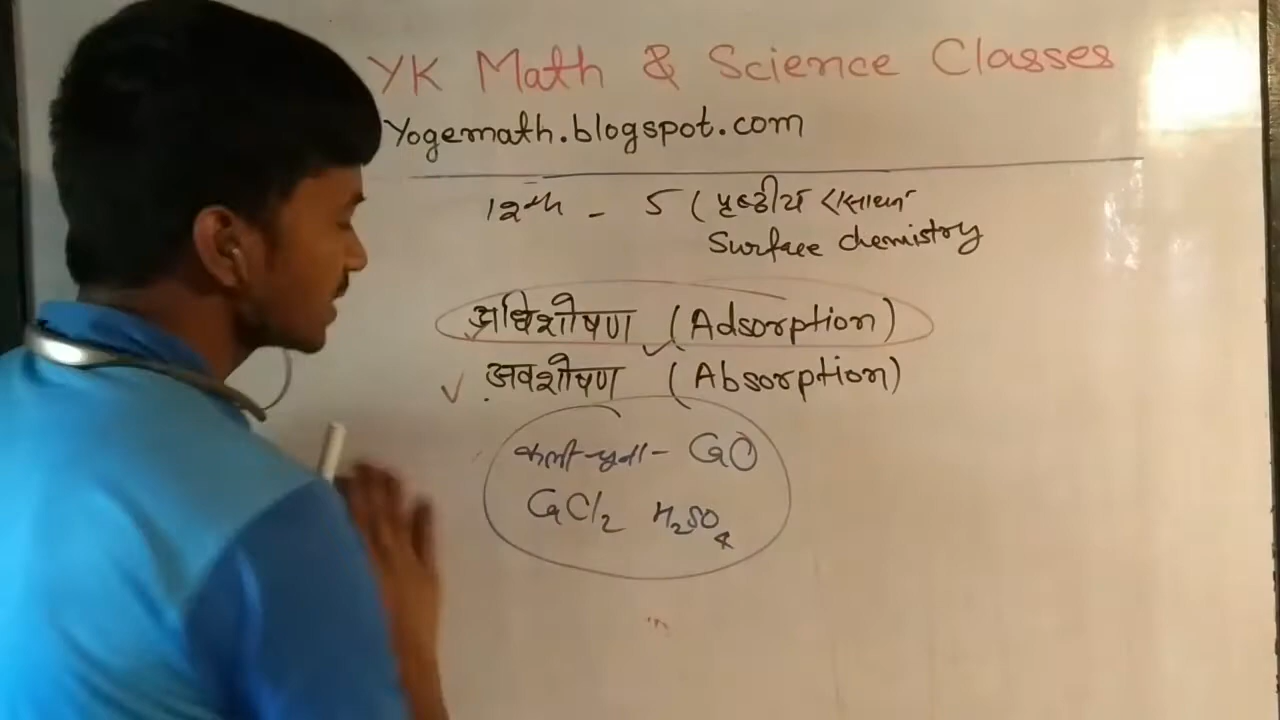 YK Math & Science Classes
Yogemath.blogspot.com
12th - 5 ( पृष्ठीय रसायन
Surface chemistry
अधिशोषण (Adsorption)
अवशोषण (Absorption)
कली चूना - CaO
CaCl2 H2SO4